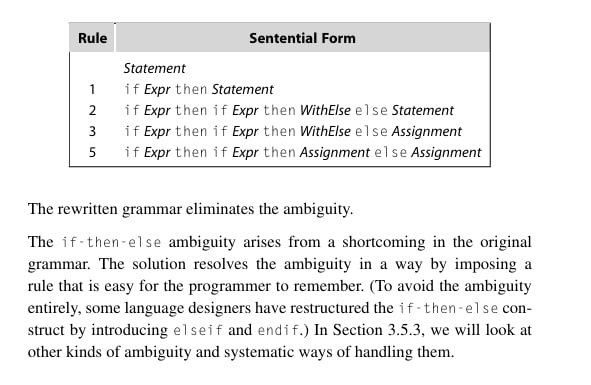 Rule Sentential Form
Statement
1 if Expr then Statement
2 if Expr then if Expr then WithElse else Statement
3 if Expr then if Expr then WithElse else Assignment
5 if Expr then if Expr then Assignment else Assignment
The rewritten grammar eliminates the ambiguity.
The if-then-else ambiguity arises from a shortcoming in the original
grammar. The solution resolves the ambiguity in a way by imposing a
rule that is easy for the programmer to remember. (To avoid the ambiguity
entirely, some language designers have restructured the if-then-else con-
struct by introducing elseif and endif.) In Section 3.5.3, we will look at
other kinds of ambiguity and systematic ways of handling them.